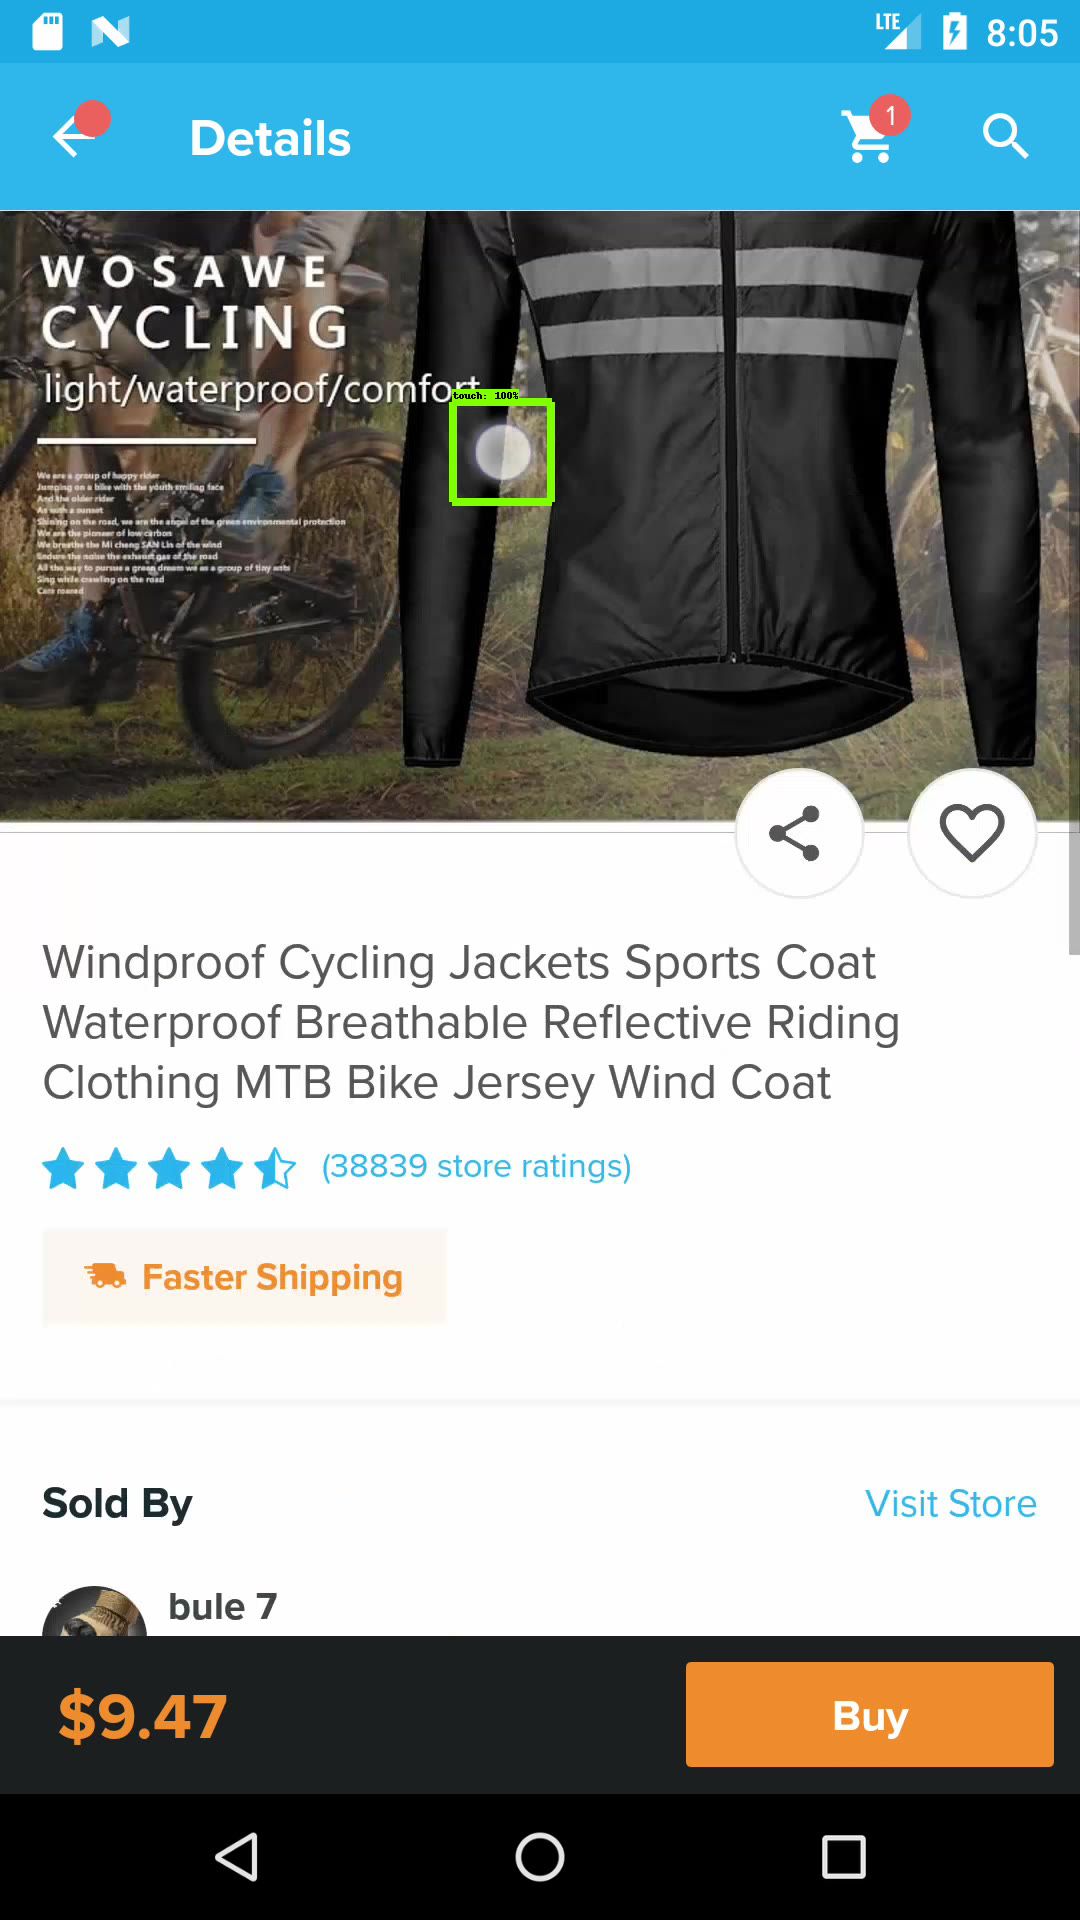 LTE
8:05
Details
1
WOSAWE
CYCLING
light/waterproof/comfort
touch: 100%
We are a group of happy rider
Jumping on a bike with the youth smiling face
And the older rider
As with a sunset
Shining on the road, we are the angel of the green environmental protection
We are the pioneer of low carbon
We breathe the Mi cheng SAN Lin of the wind
Endure the noise the exhaust gas of the road
All the way to pursue a green dream we as a group of tiny ants
Sing while crawling on the road
Care roared
Windproof Cycling Jackets Sports Coat
Waterproof Breathable Reflective Riding
Clothing MTB Bike Jersey Wind Coat
(38839 store ratings)
Faster Shipping
Sold By
Visit Store
bule 7
$9.47
Buy